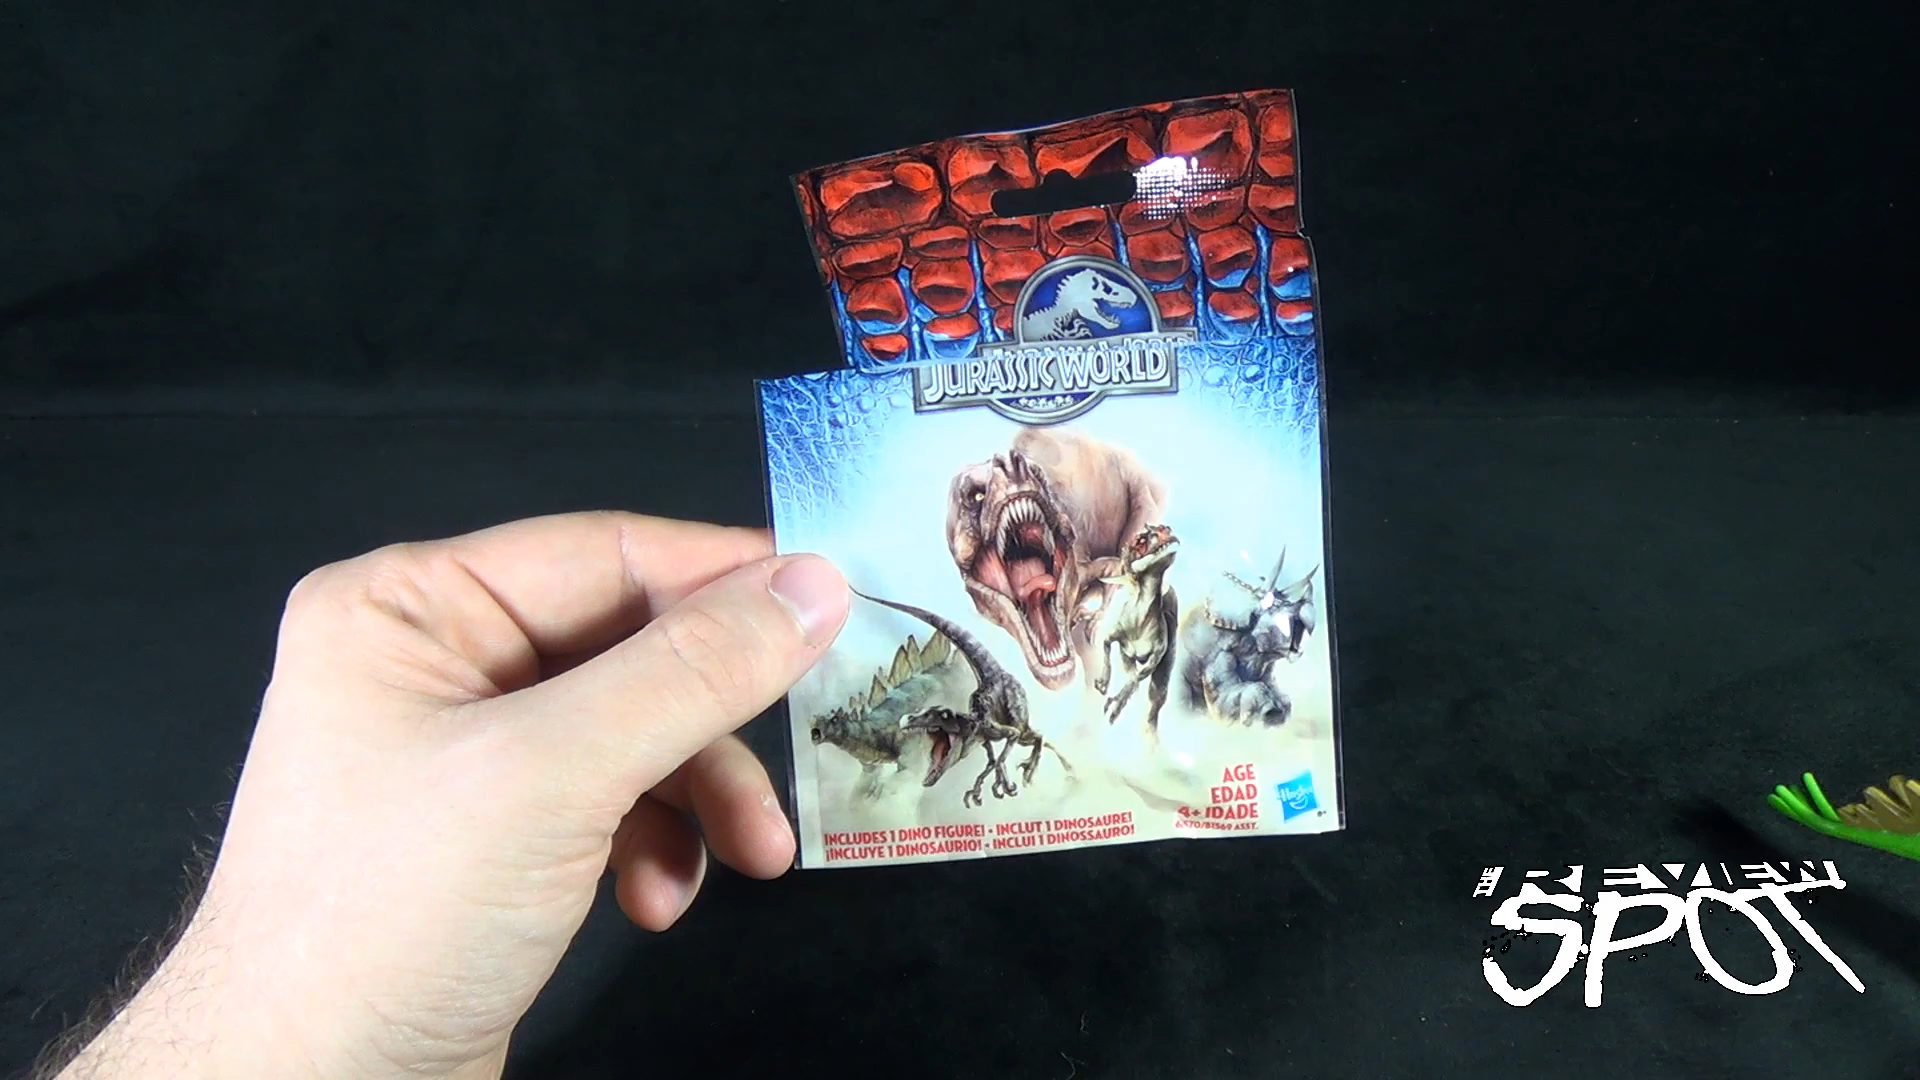 JURASSIC WORLD
AGE
EDAD
4+ IDADE
INCLUDES 1 DINO FIGURE! • INCLUT 1 DINOSAURE!
¡INCLUYE 1 DINOSAURIO! • INCLUI 1 DINOSSAURO!
ASST.
Hasbro
THE REVIEW
SPOT